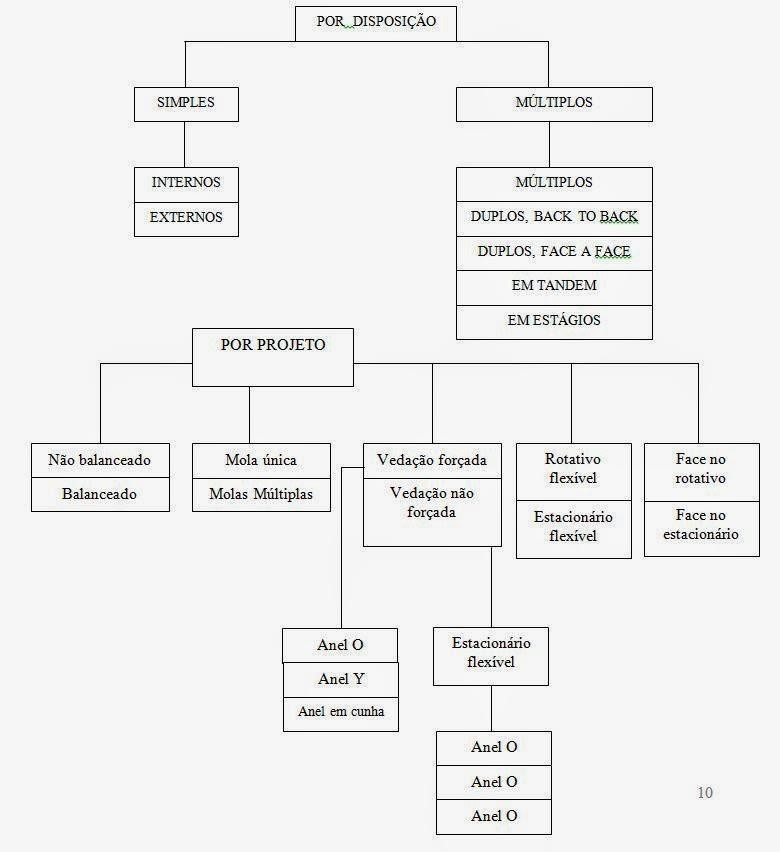 POR DISPOSIÇÃO
SIMPLES
MÚLTIPLOS
INTERNOS
EXTERNOS
MÚLTIPLOS
DUPLOS, BACK TO BACK
DUPLOS, FACE A FACE
EM TANDEM
EM ESTÁGIOS
POR PROJETO
Não balanceado
Balanceado
Mola única
Molas Múltiplas
Vedação forçada
Vedação não
forçada
Rotativo
flexível
Estacionário
flexível
Face no
rotativo
Face no
estacionário
Anel O
Anel Y
Anel em cunha
Estacionário
flexível
Anel O
Anel O
Anel O
10